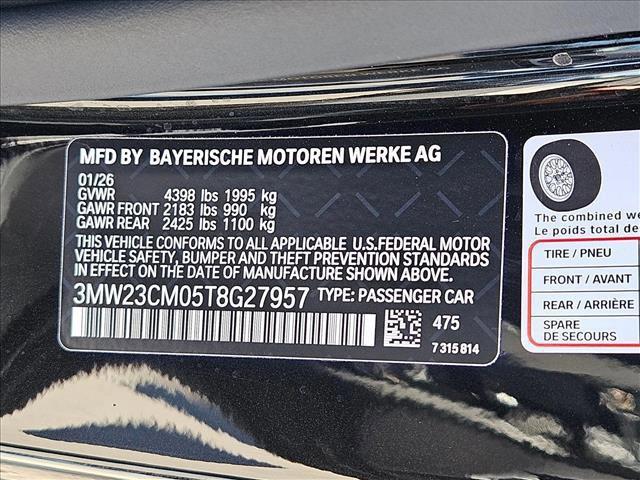 MFD BY BAYERISCHE MOTOREN WERKE AG
01/26
GVWR 4398 lbs 1995 kg
GAWR FRONT 2183 lbs 990 kg
GAWR REAR 2425 lbs 1100 kg
THIS VEHICLE CONFORMS TO ALL APPLICABLE U.S.FEDERAL MOTOR
VEHICLE SAFETY, BUMPER AND THEFT PREVENTION STANDARDS
IN EFFECT ON THE DATE OF MANUFACTURE SHOWN ABOVE.
3MW23CM05T8G27957 TYPE: PASSENGER CAR
475
7 315 814
The combined w
Le poids total de
TIRE / PNEU
FRONT / AVANT
REAR / ARRIÈRE
SPARE
DE SECOURS